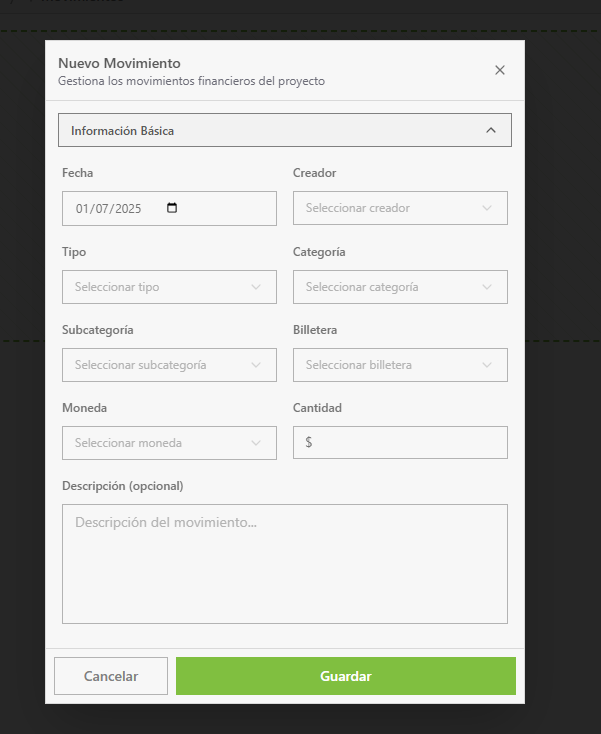 Nuevo Movimiento
Gestiona los movimientos financieros del proyecto
Información Básica
Fecha
Creador
01/07/2025
Seleccionar creador
Tipo
Categoría
Seleccionar tipo
Seleccionar categoría
Subcategoría
Billetera
Seleccionar subcategoría
Seleccionar billetera
Moneda
Cantidad
Seleccionar moneda
$
Descripción (opcional)
Descripción del movimiento...
Cancelar
Guardar